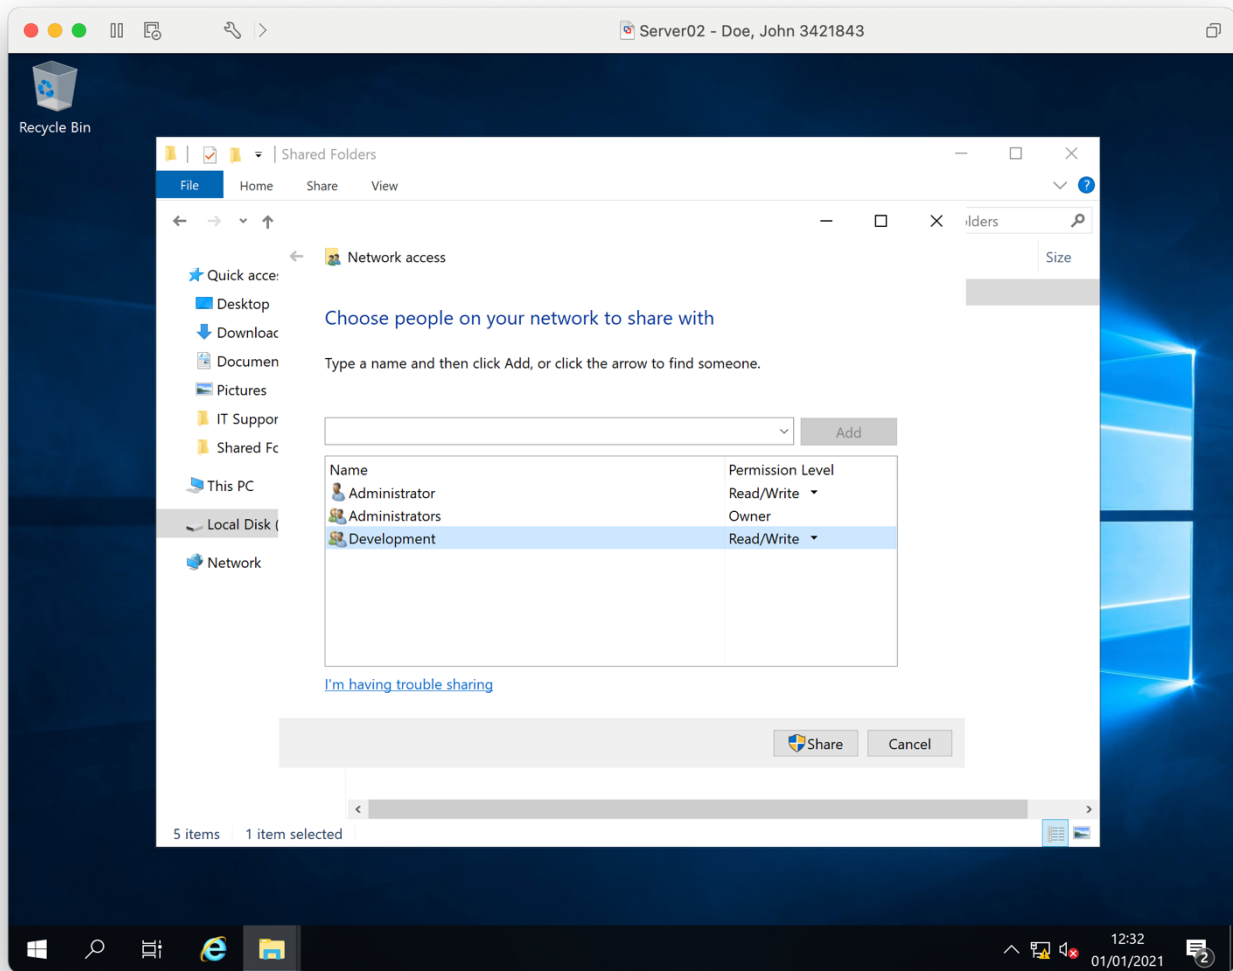 Server02 - Doe, John 3421843
Recycle Bin
Shared Folders
File Home Share View
?
lders
Network access
Size
Quick acces
Desktop
Choose people on your network to share with
Downloac
Documen
Type a name and then click Add, or click the arrow to find someone.
Pictures
IT Suppor
Add
Shared Fc
Name Permission Level
This PC
Administrator Read/Write
Administrators Owner
Local Disk (
Development Read/Write
Network
I'm having trouble sharing
Share Cancel
5 items 1 item selected
12:32
01/01/2021
2